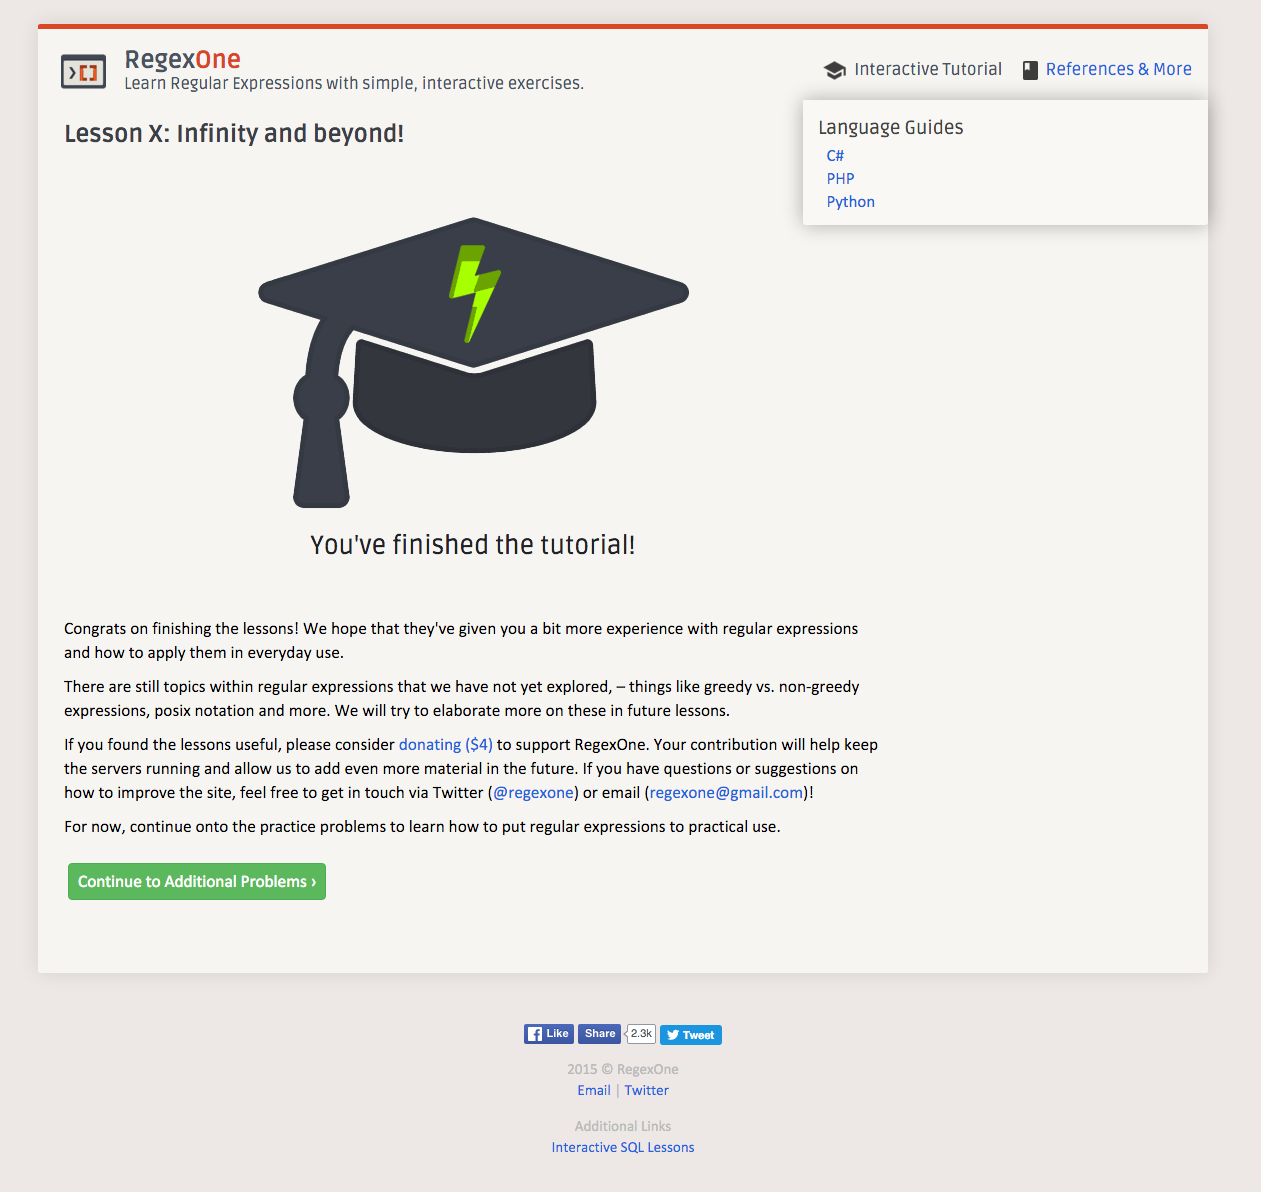 RegexOne
Learn Regular Expressions with simple, interactive exercises.
Interactive Tutorial
References & More
Language Guides
C#
PHP
Python
Lesson X: Infinity and beyond!
You've finished the tutorial!
Congrats on finishing the lessons! We hope that they've given you a bit more experience with regular expressions
and how to apply them in everyday use.
There are still topics within regular expressions that we have not yet explored, – things like greedy vs. non-greedy
expressions, posix notation and more. We will try to elaborate more on these in future lessons.
If you found the lessons useful, please consider donating ($4) to support RegexOne. Your contribution will help keep
the servers running and allow us to add even more material in the future. If you have questions or suggestions on
how to improve the site, feel free to get in touch via Twitter (@regexone) or email (regexone@gmail.com)!
For now, continue onto the practice problems to learn how to put regular expressions to practical use.
Continue to Additional Problems ›
Like Share 2.3k Tweet
2015 © RegexOne
Email | Twitter
Additional Links
Interactive SQL Lessons